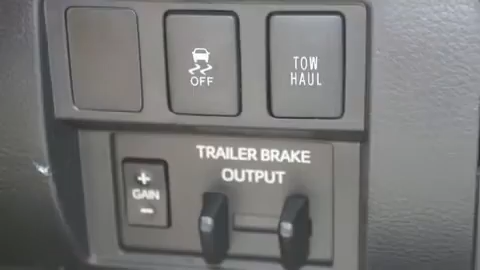 OFF
TOW
HAUL
TRAILER BRAKE
OUTPUT
+
GAIN
-